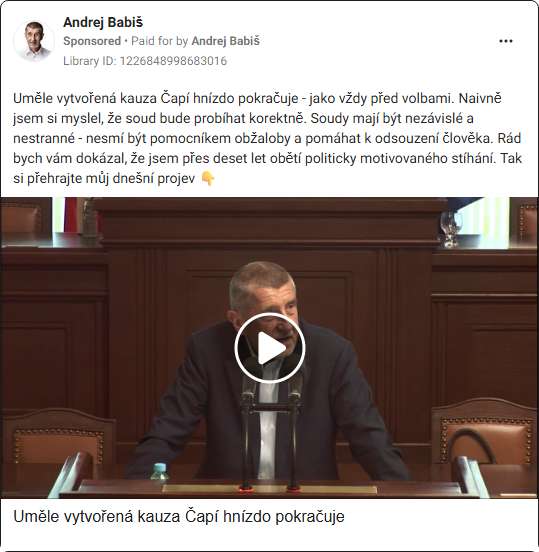 Andrej Babiš
Sponsored • Paid for by Andrej Babiš
Library ID: 1226848998683016
Uměle vytvořená kauza Čapí hnízdo pokračuje - jako vždy před volbami. Naivně
jsem si myslel, že soud bude probíhat korektně. Soudy mají být nezávislé a
nestranné - nesmí být pomocníkem obžaloby a pomáhat k odsouzení člověka. Rád
bych vám dokázal, že jsem přes deset let obětí politicky motivovaného stíhání. Tak
si přehrajte můj dnešní projev 👇
Uměle vytvořená kauza Čapí hnízdo pokračuje